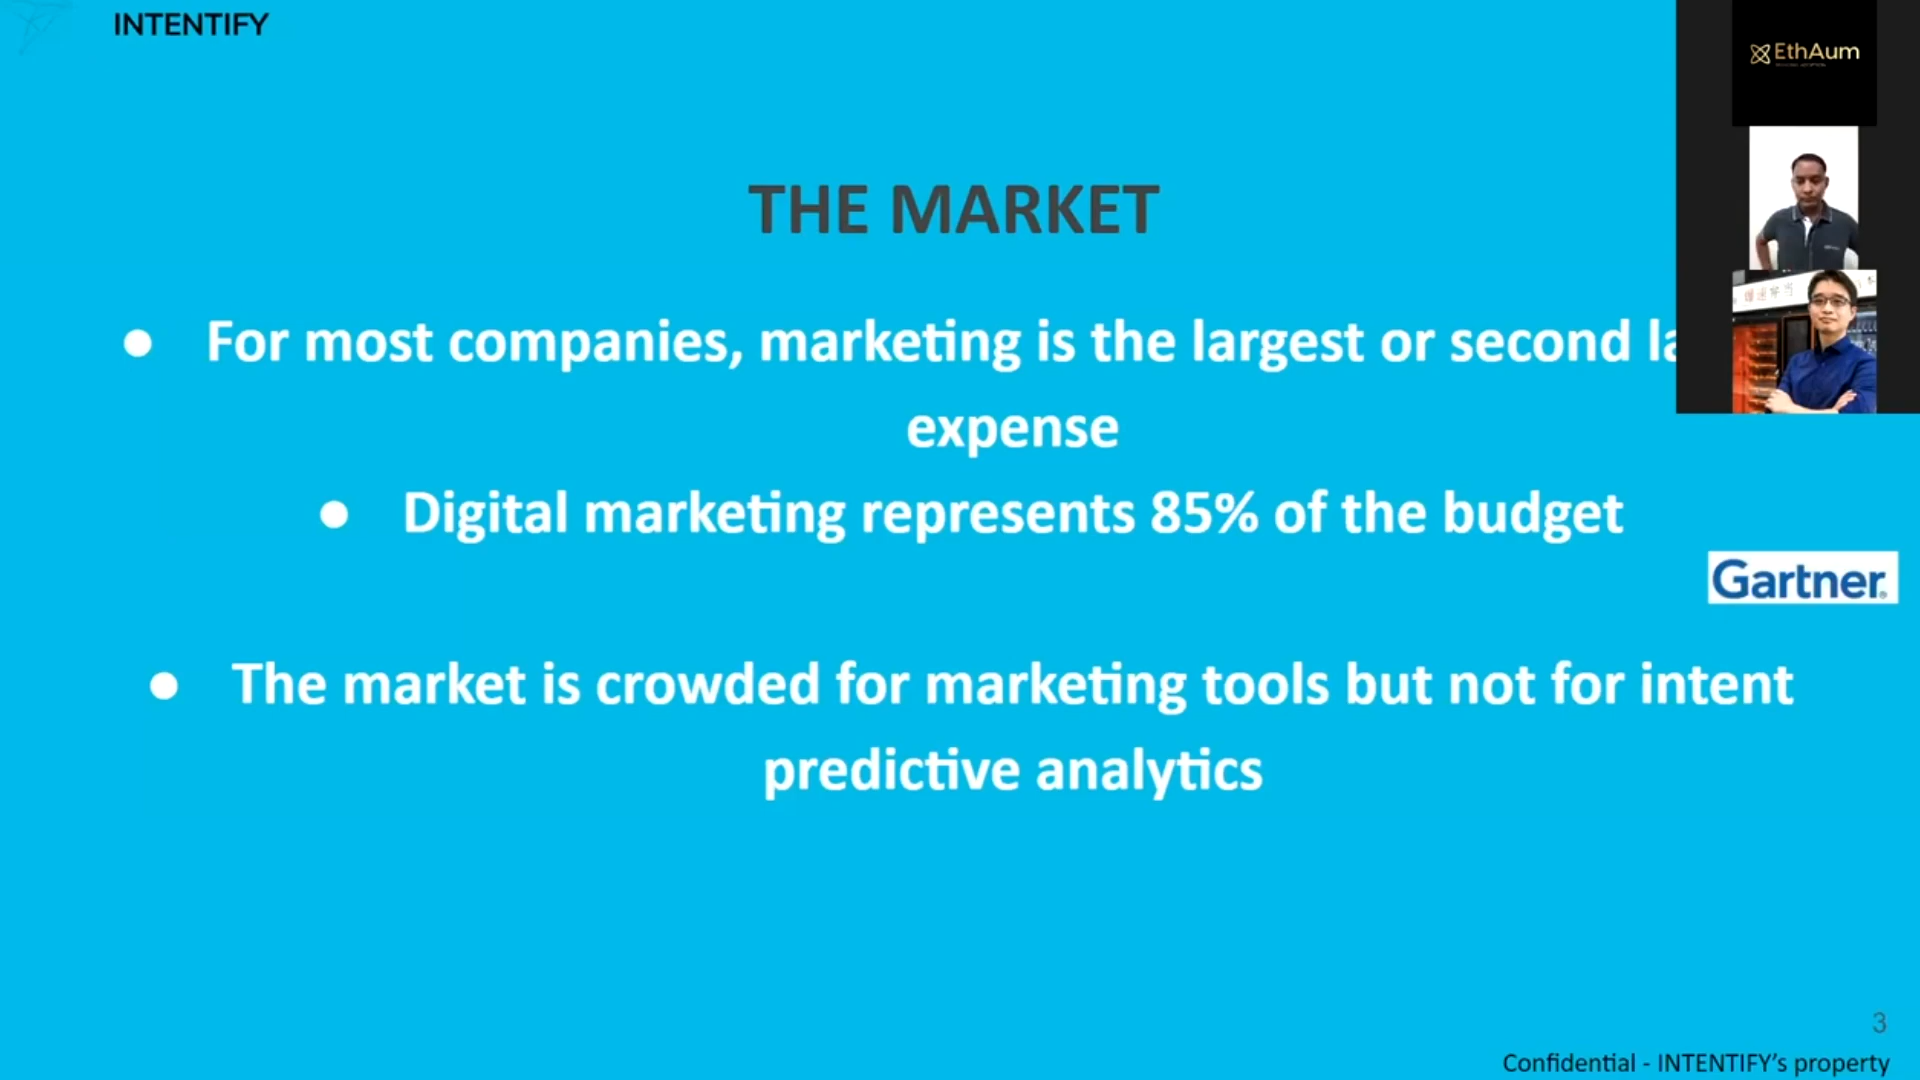 INTENTIFY
EthAum
THE MARKET
● For most companies, marketing is the largest or second la
expense
● Digital marketing represents 85% of the budget
Gartner®
● The market is crowded for marketing tools but not for intent
predictive analytics
3
Confidential - INTENTIFY's property